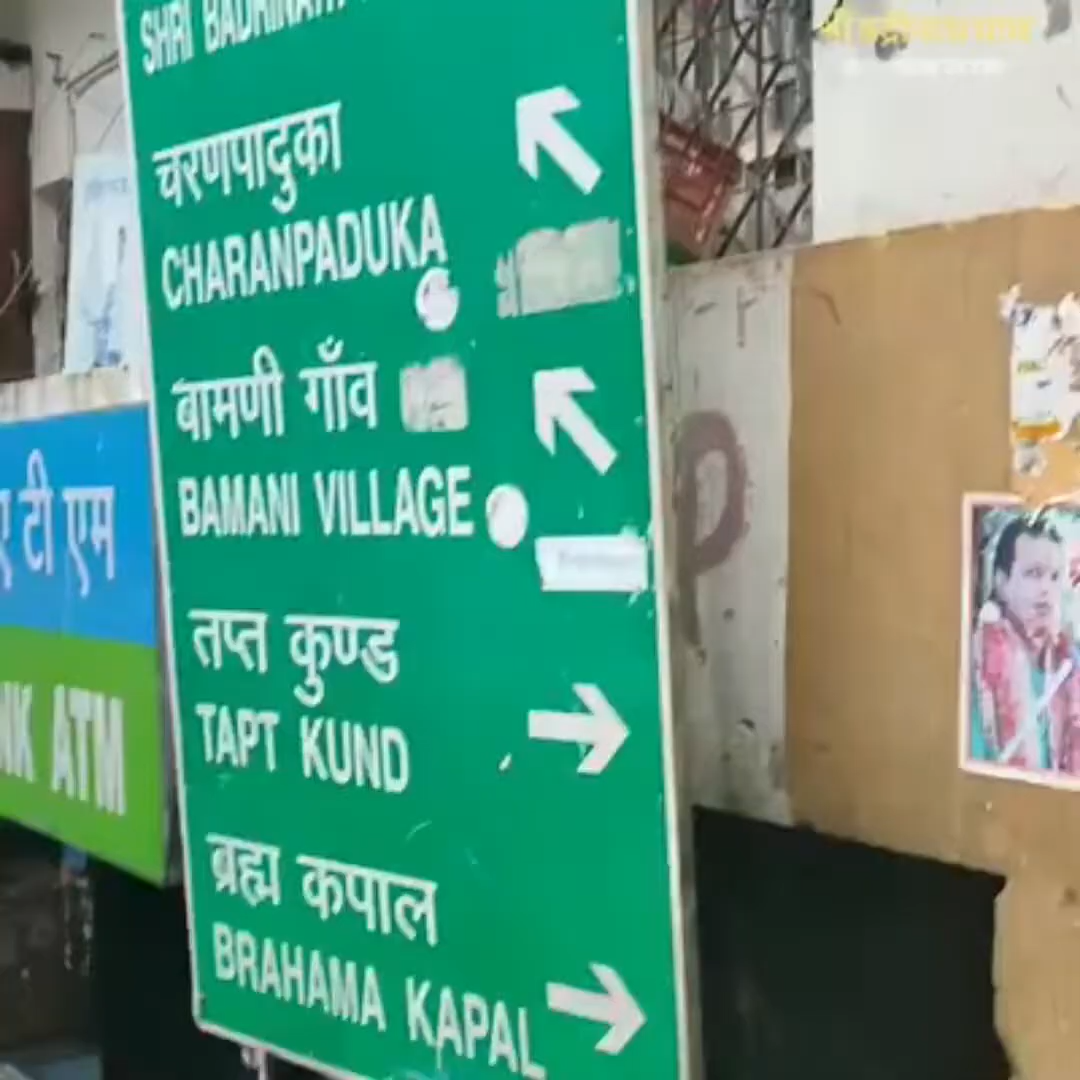 SHRI BADRINATH
चरणपादुका
CHARANPADUKA
बामणी गाँव
BAMANI VILLAGE
तप्त कुण्ड
TAPT KUND
ब्रह्म कपाल
BRAHAMA KAPAL
ए टी एम
NK ATM
P